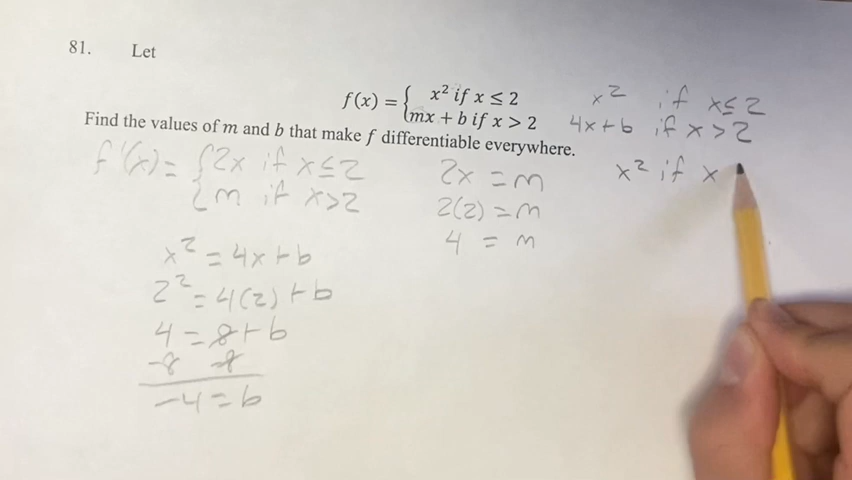 81. Let
f(x) = { x² if x ≤ 2
mx + b if x > 2
Find the values of m and b that make f differentiable everywhere.
x² if x ≤ 2
4x+b if x > 2
f'(x) = { 2x if x ≤ 2
{ m if x > 2
2x = m
2(2) = m
4 = m
x² if x
x² = 4x + b
2² = 4(2) + b
4 = 8 + b
-8 -8
-4 = b